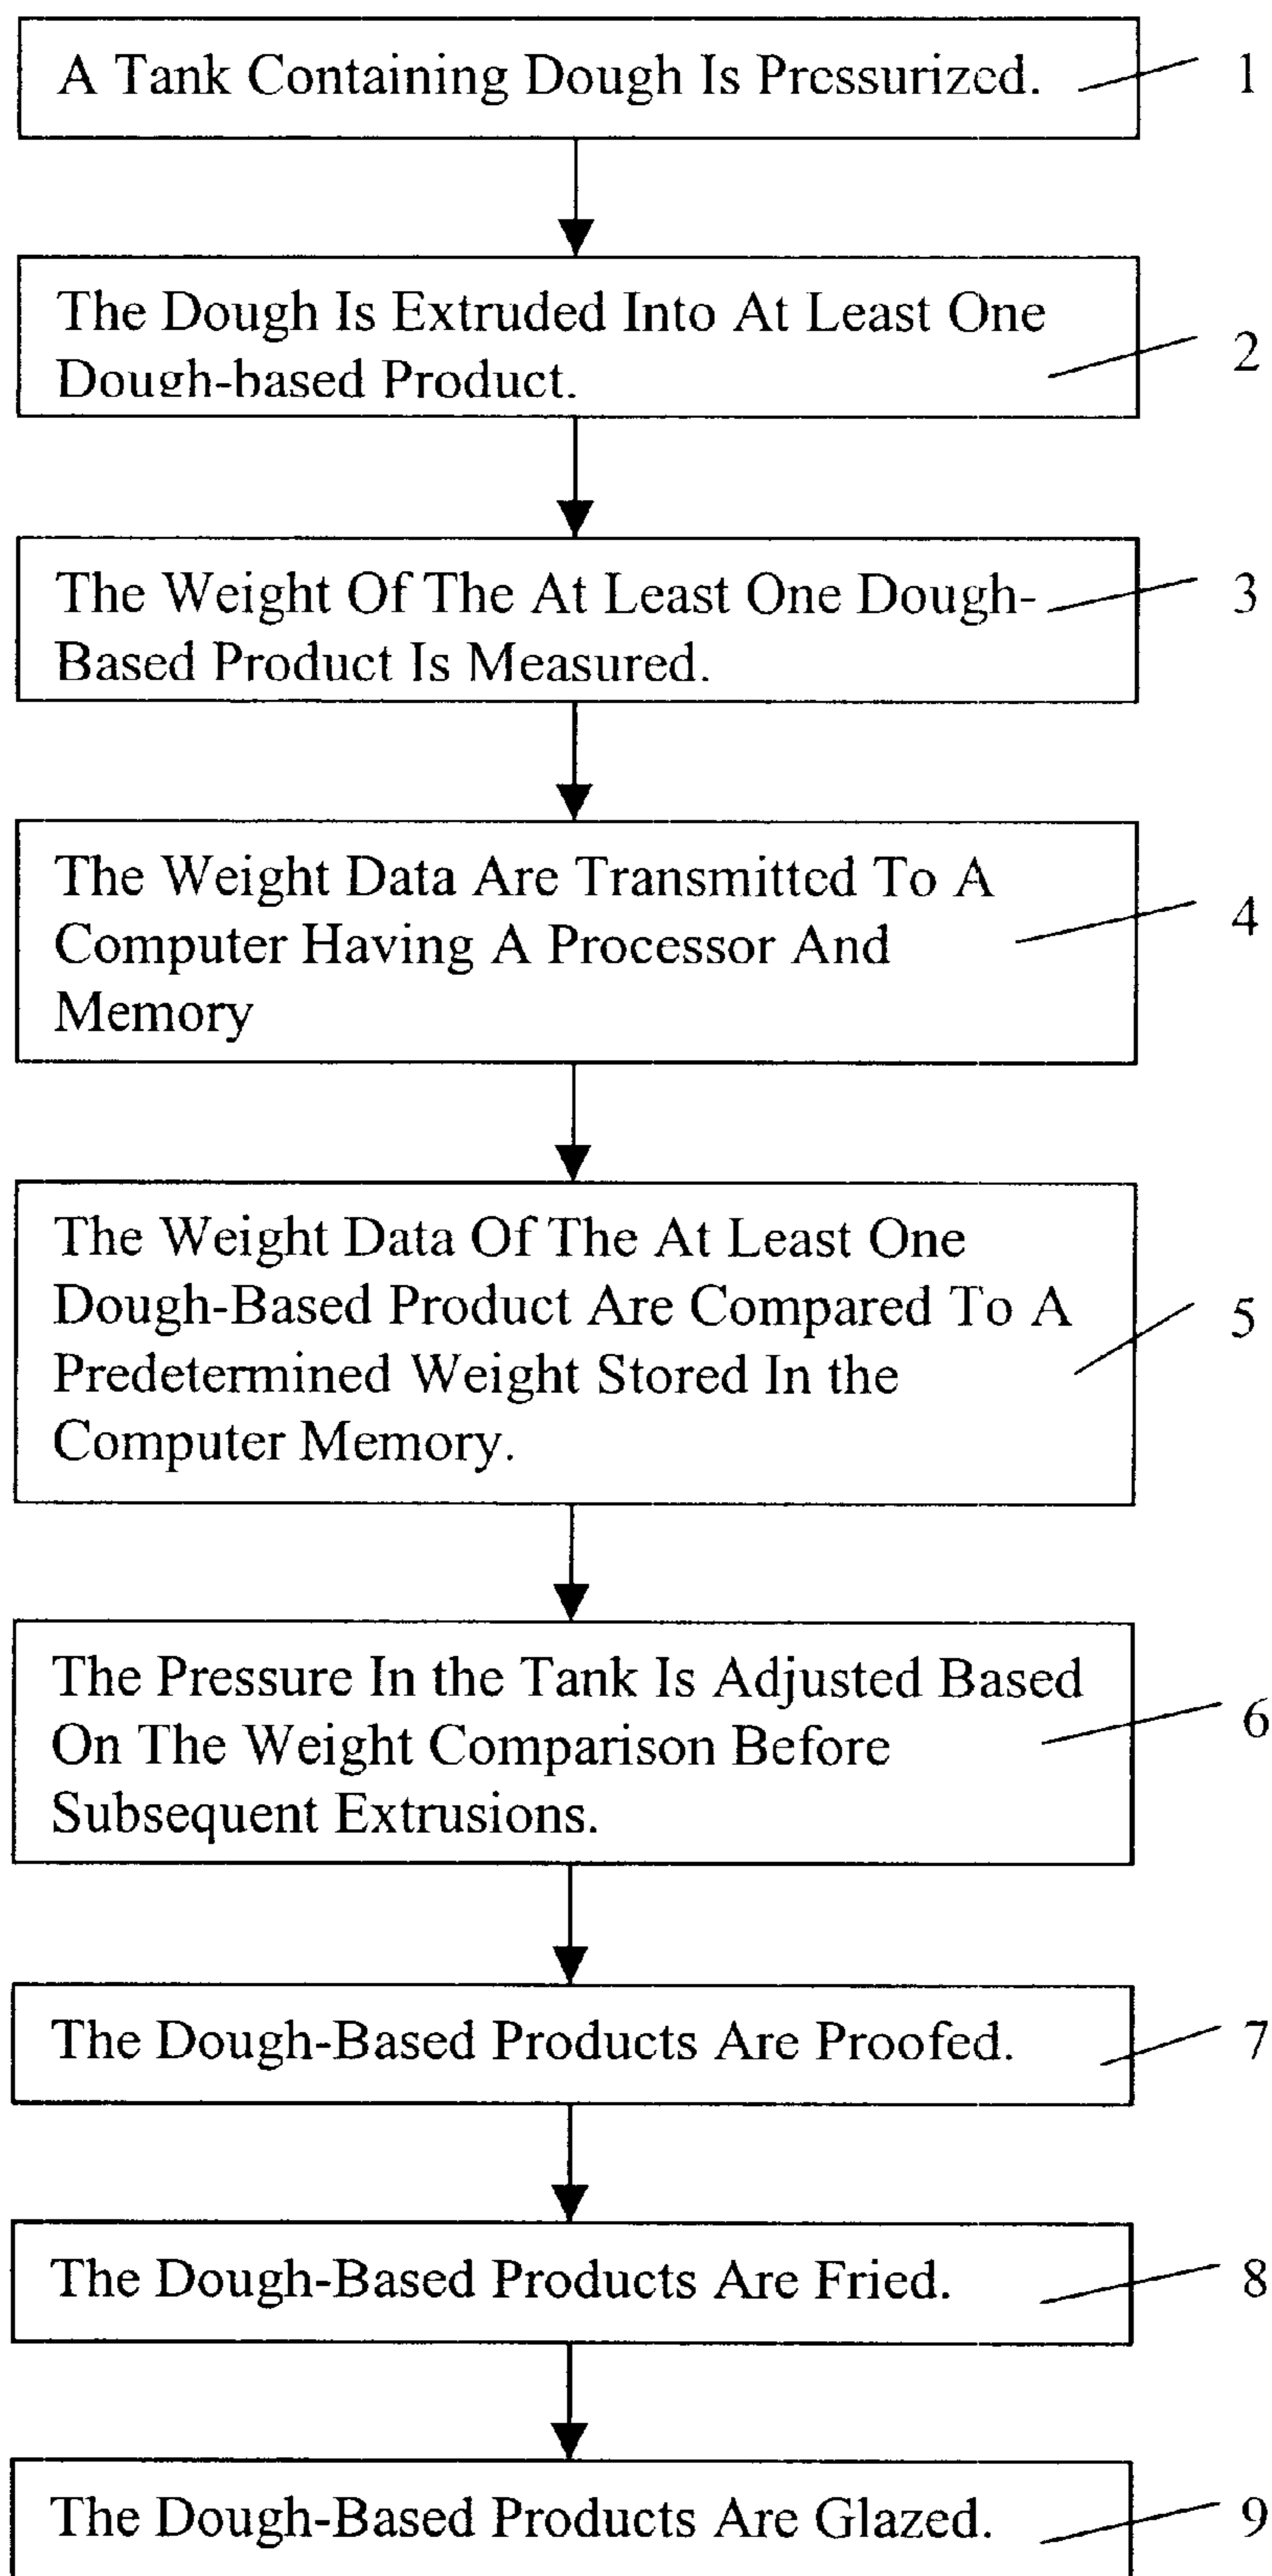 A Tank Containing Dough Is Pressurized.
1
The Dough Is Extruded Into At Least One
Dough-based Product.
2
The Weight Of The At Least One Dough-
Based Product Is Measured.
3
The Weight Data Are Transmitted To A
Computer Having A Processor And
Memory
4
The Weight Data Of The At Least One
Dough-Based Product Are Compared To A
Predetermined Weight Stored In the
Computer Memory.
5
The Pressure In the Tank Is Adjusted Based
On The Weight Comparison Before
Subsequent Extrusions.
6
The Dough-Based Products Are Proofed.
7
The Dough-Based Products Are Fried.
8
The Dough-Based Products Are Glazed.
9